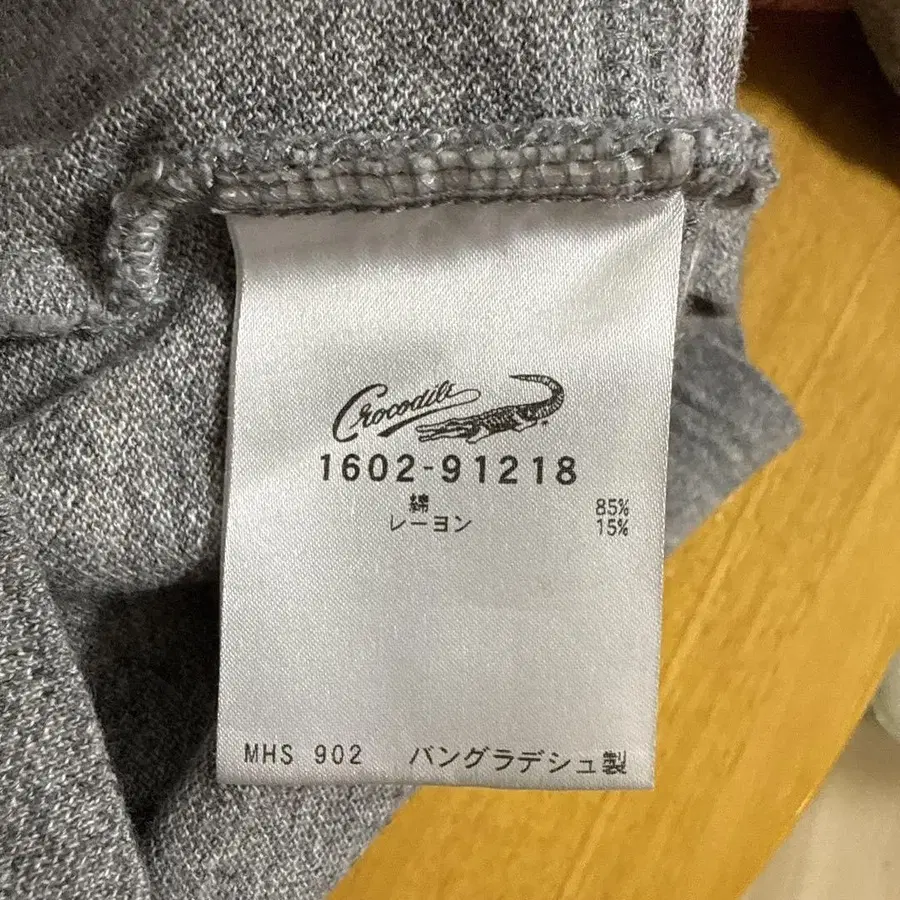 Crocodile
1602-91218
綿 85%
レーヨン 15%
MHS 902 バングラデシュ製